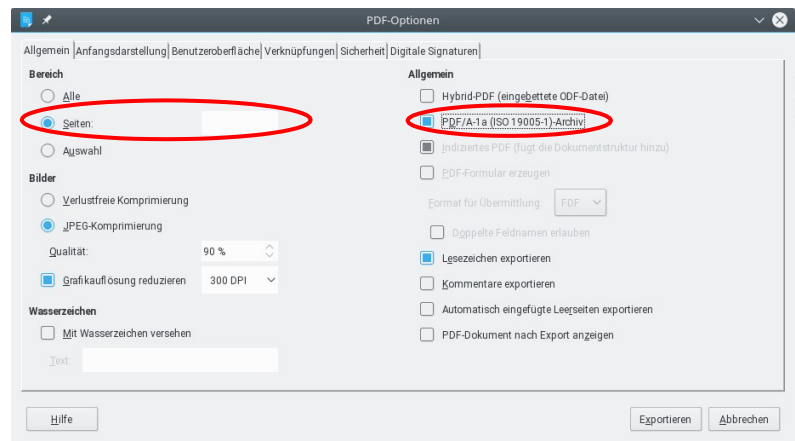 PDF-Optionen
Allgemein Anfangsdarstellung Benutzeroberfläche Verknüpfungen Sicherheit Digitale Signaturen
Bereich
Alle
Seiten:
Auswahl
Bilder
Verlustfreie Komprimierung
JPEG-Komprimierung
Qualität: 90 %
Grafikauflösung reduzieren 300 DPI
Wasserzeichen
Mit Wasserzeichen versehen
Text:
Allgemein
Hybrid-PDF (eingebettete ODF-Datei)
PDF/A-1a (ISO 19005-1)-Archiv
Indiziertes PDF (fügt die Dokumentstruktur hinzu)
PDF-Formular erzeugen
Format für Übermittlung: FDF
Doppelte Feldnamen erlauben
Lesezeichen exportieren
Kommentare exportieren
Automatisch eingefügte Leerseiten exportieren
PDF-Dokument nach Export anzeigen
Hilfe Exportieren Abbrechen